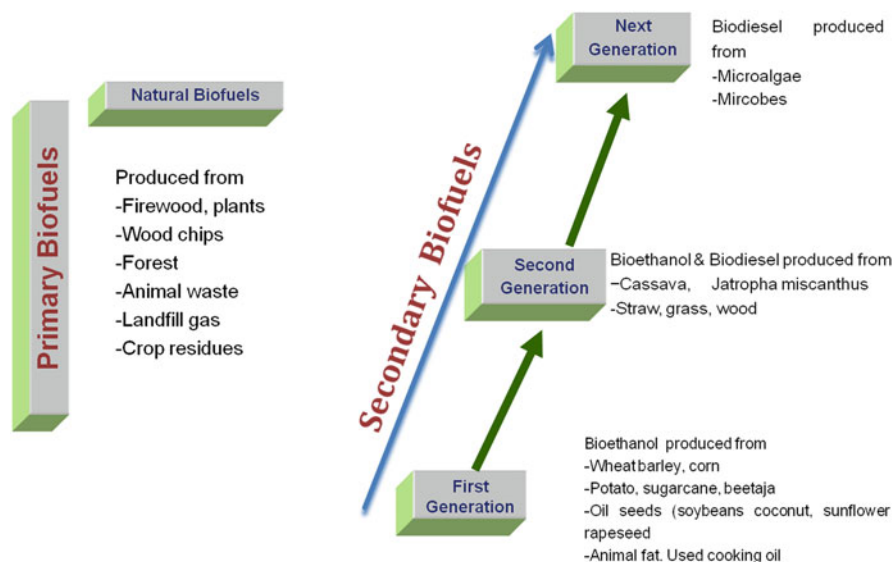 Primary Biofuels
Natural Biofuels
Produced from
-Firewood, plants
-Wood chips
-Forest
-Animal waste
-Landfill gas
-Crop residues
Secondary Biofuels
Next
Generation
Biodiesel produced
from
-Microalgae
-Mircobes
Second
Generation
Bioethanol & Biodiesel produced from
−Cassava, Jatropha miscanthus
-Straw, grass, wood
First
Generation
Bioethanol produced from
-Wheat barley, corn
-Potato, sugarcane, beetaja
-Oil seeds (soybeans coconut, sunflower
rapeseed
-Animal fat. Used cooking oil